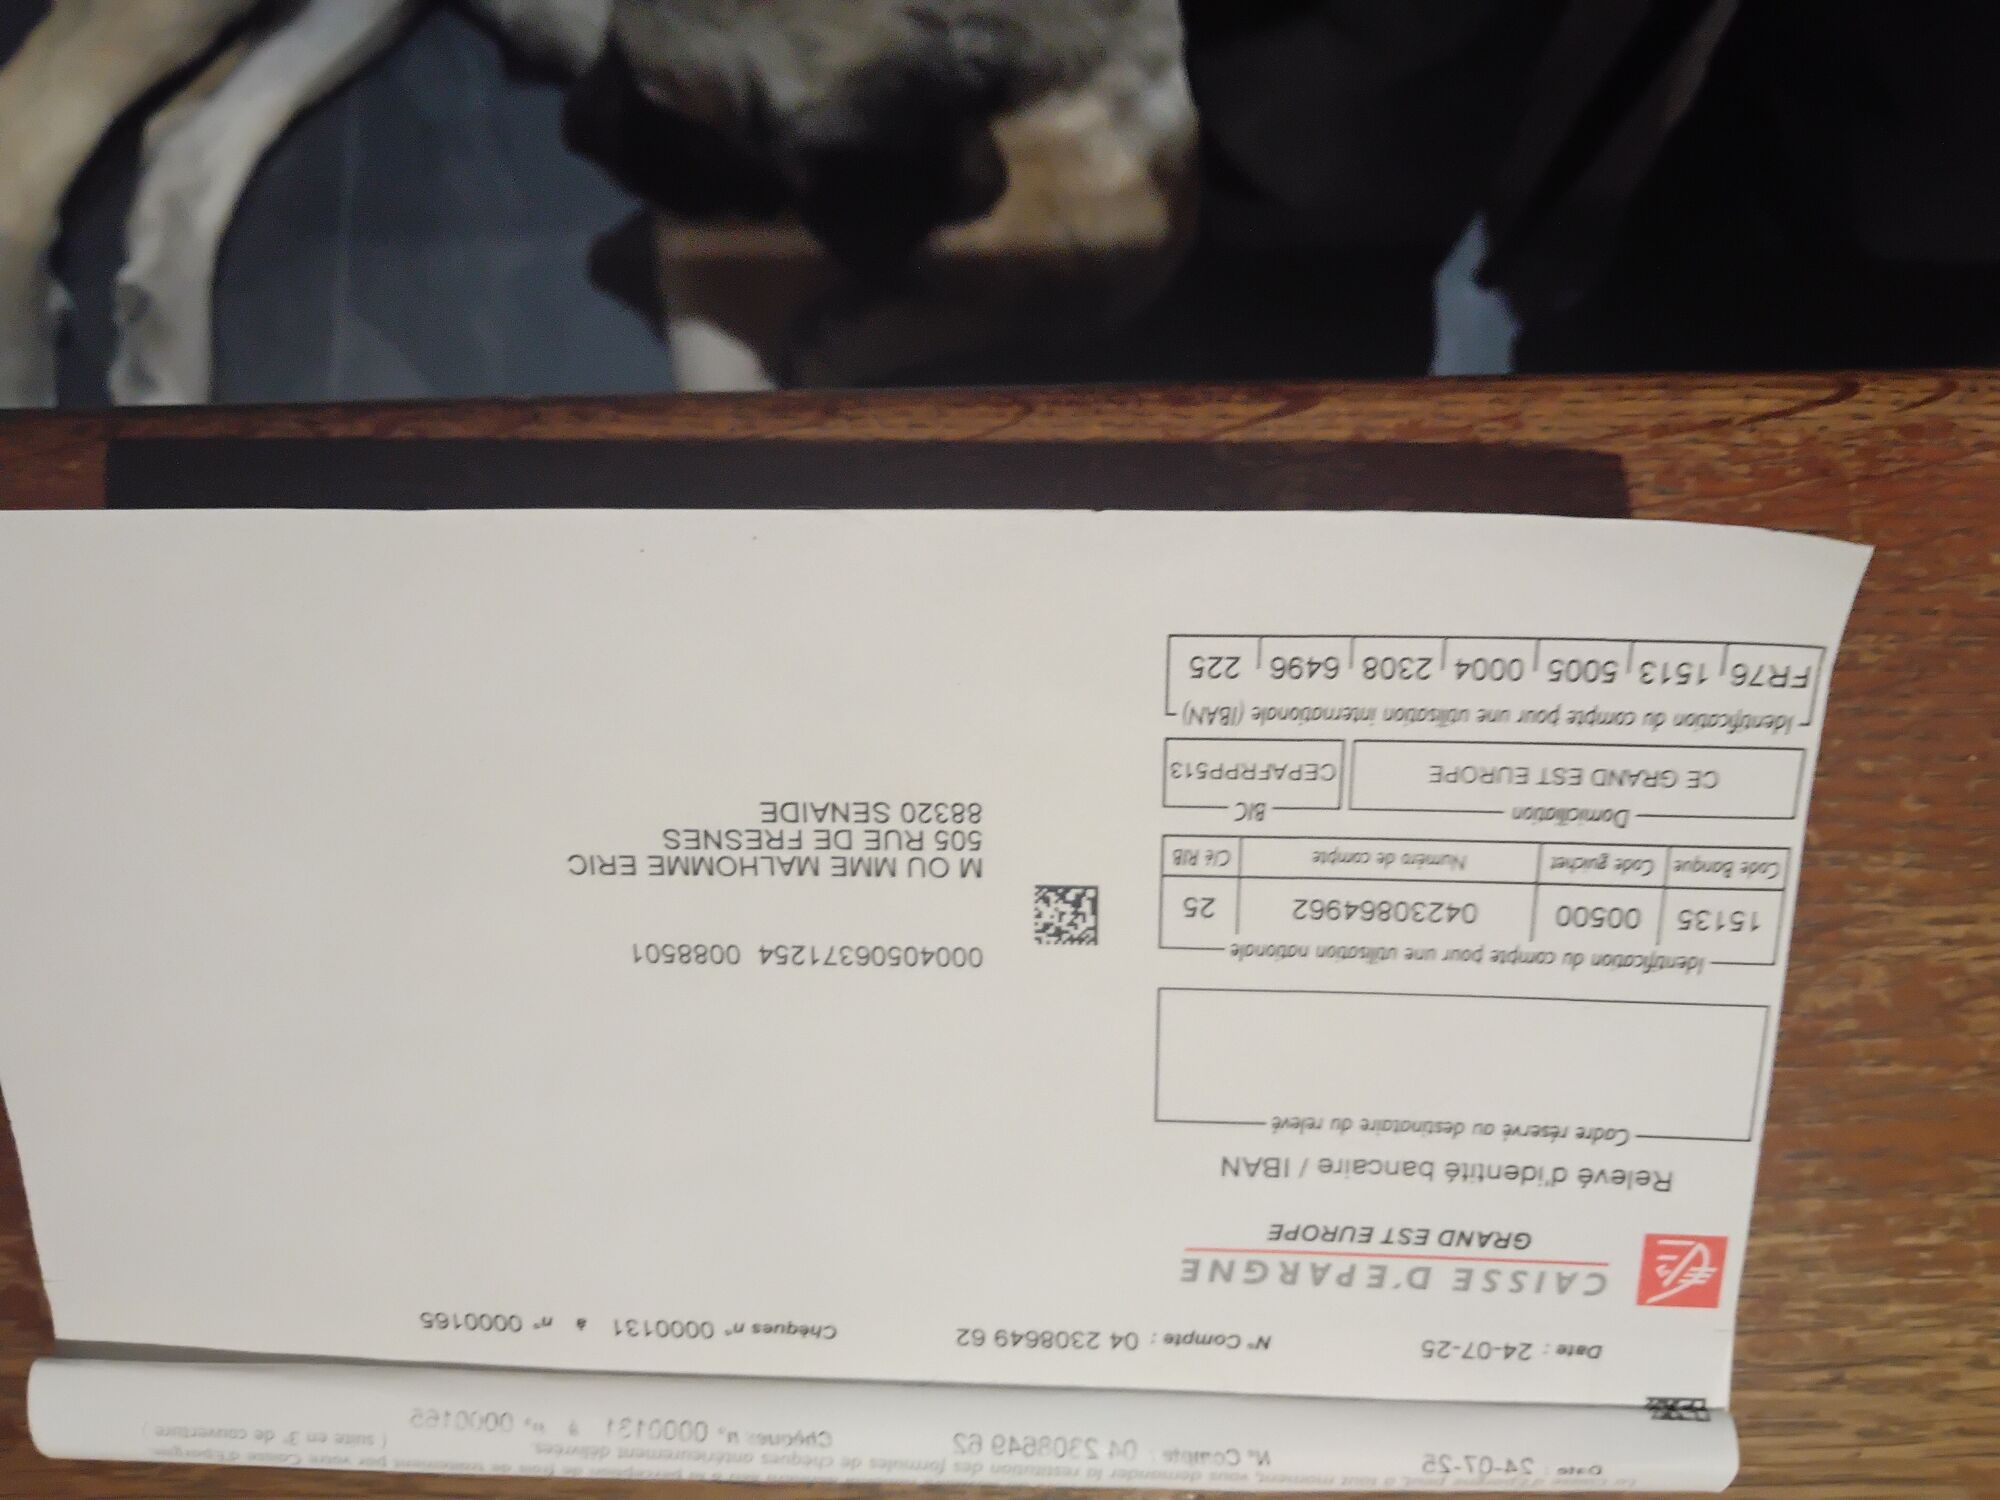 Date : 24-07-25
N° Compte : 04 2308649 62
Chèques n° 0000131 à n° 0000165
( suite en 3e de couverture )
Date : 24-07-25 N° Compte : 04 2308649 62 Chèques n° 0000131 à n° 0000165
CAISSE D'EPARGNE
GRAND EST EUROPE
Relevé d'identité bancaire / IBAN
Cadre réservé au destinataire du relevé
Identification du compte pour une utilisation nationale
15135 00500 04230864962 25
Code Banque Code guichet Numéro de compte Clé RIB
Domiciliation BIC
CE GRAND EST EUROPE CEPAFRPP513
Identification du compte pour une utilisation internationale (IBAN)
FR76 1513 5005 0004 2308 6496 225
00040506371254 0088501
M OU MME MALHOMME ERIC
505 RUE DE FRESNES
88320 SENAIDE